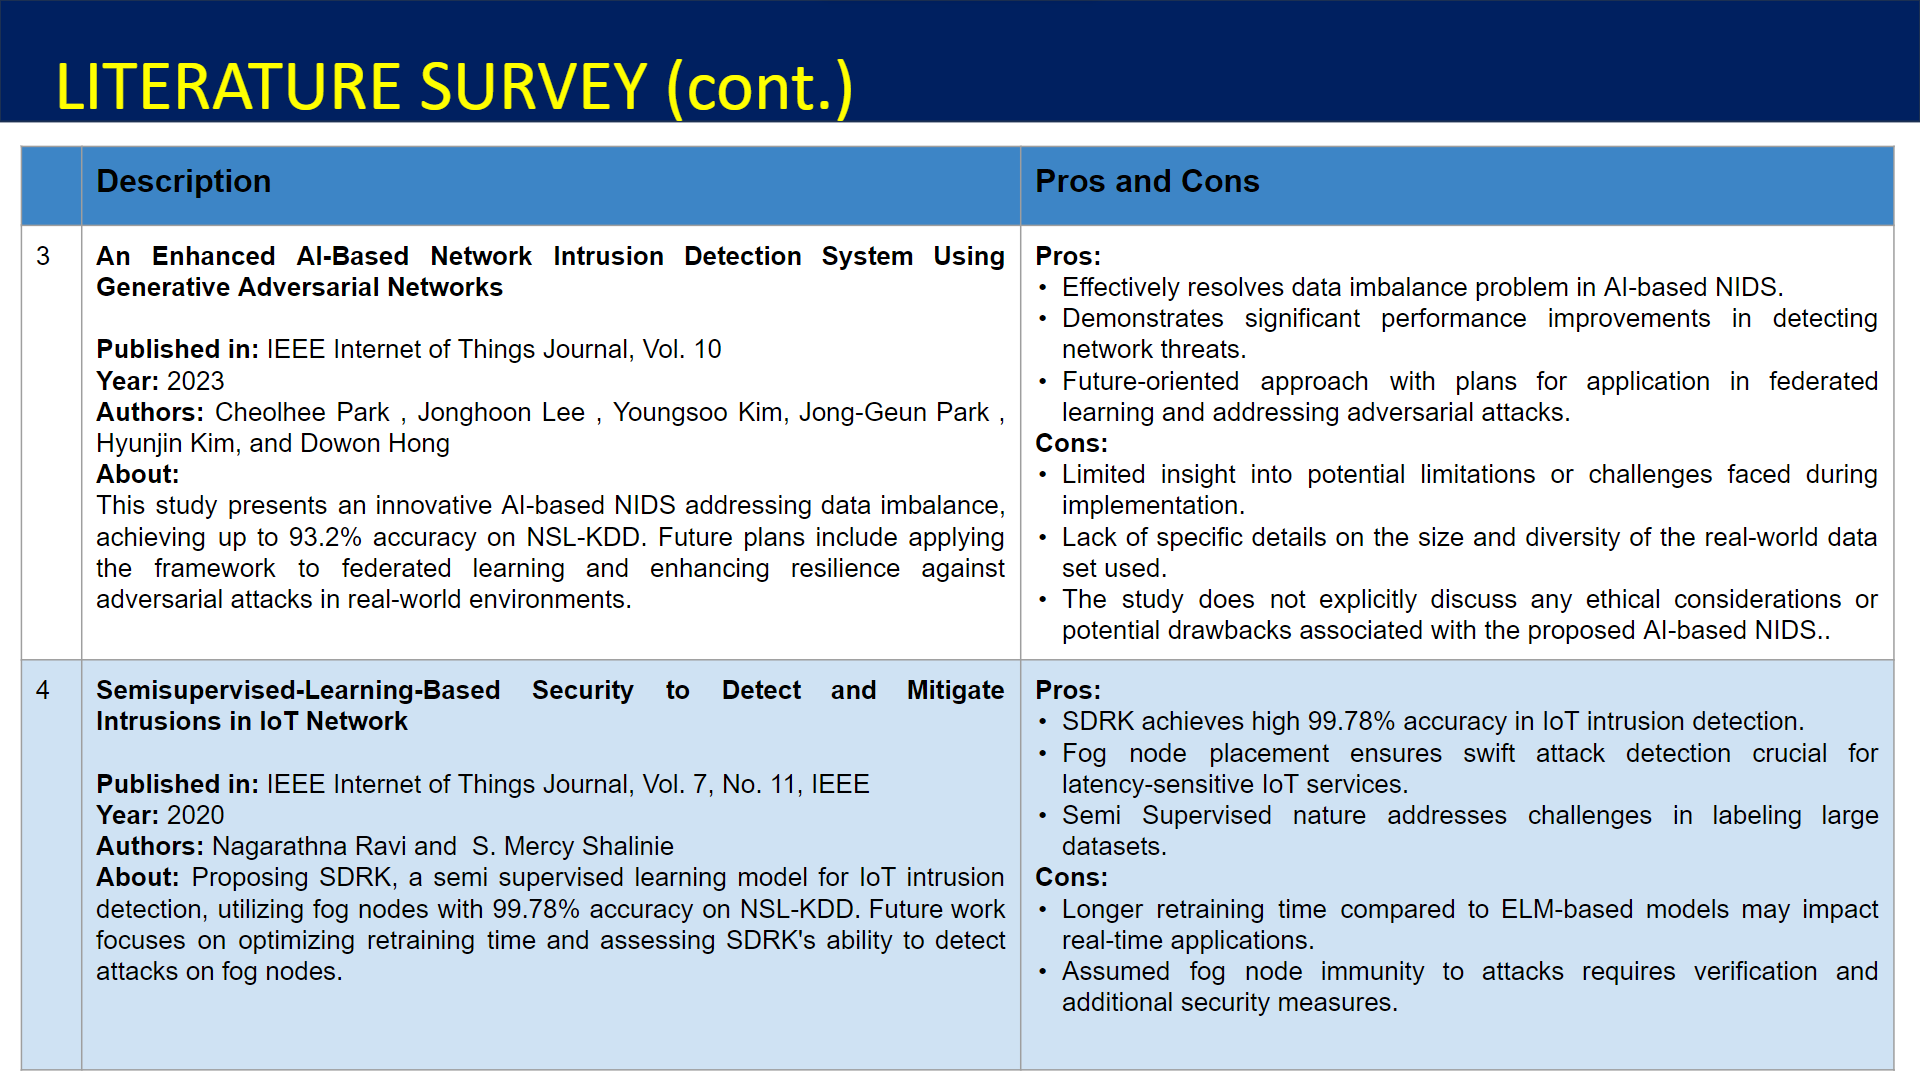 LITERATURE SURVEY (cont.)
Description
Pros and Cons
3
An Enhanced AI-Based Network Intrusion Detection System Using
Generative Adversarial Networks
Published in: IEEE Internet of Things Journal, Vol. 10
Year: 2023
Authors: Cheolhee Park , Jonghoon Lee , Youngsoo Kim, Jong-Geun Park ,
Hyunjin Kim, and Dowon Hong
About:
This study presents an innovative AI-based NIDS addressing data imbalance,
achieving up to 93.2% accuracy on NSL-KDD. Future plans include applying
the framework to federated learning and enhancing resilience against
adversarial attacks in real-world environments.
Pros:
• Effectively resolves data imbalance problem in AI-based NIDS.
• Demonstrates significant performance improvements in detecting
network threats.
• Future-oriented approach with plans for application in federated
learning and addressing adversarial attacks.
Cons:
• Limited insight into potential limitations or challenges faced during
implementation.
• Lack of specific details on the size and diversity of the real-world data
set used.
• The study does not explicitly discuss any ethical considerations or
potential drawbacks associated with the proposed AI-based NIDS..
4
Semisupervised-Learning-Based Security to Detect and Mitigate
Intrusions in IoT Network
Published in: IEEE Internet of Things Journal, Vol. 7, No. 11, IEEE
Year: 2020
Authors: Nagarathna Ravi and  S. Mercy Shalinie
About: Proposing SDRK, a semi supervised learning model for IoT intrusion
detection, utilizing fog nodes with 99.78% accuracy on NSL-KDD. Future work
focuses on optimizing retraining time and assessing SDRK's ability to detect
attacks on fog nodes.
Pros:
• SDRK achieves high 99.78% accuracy in IoT intrusion detection.
• Fog node placement ensures swift attack detection crucial for
latency-sensitive IoT services.
• Semi Supervised nature addresses challenges in labeling large
datasets.
Cons:
• Longer retraining time compared to ELM-based models may impact
real-time applications.
• Assumed fog node immunity to attacks requires verification and
additional security measures.